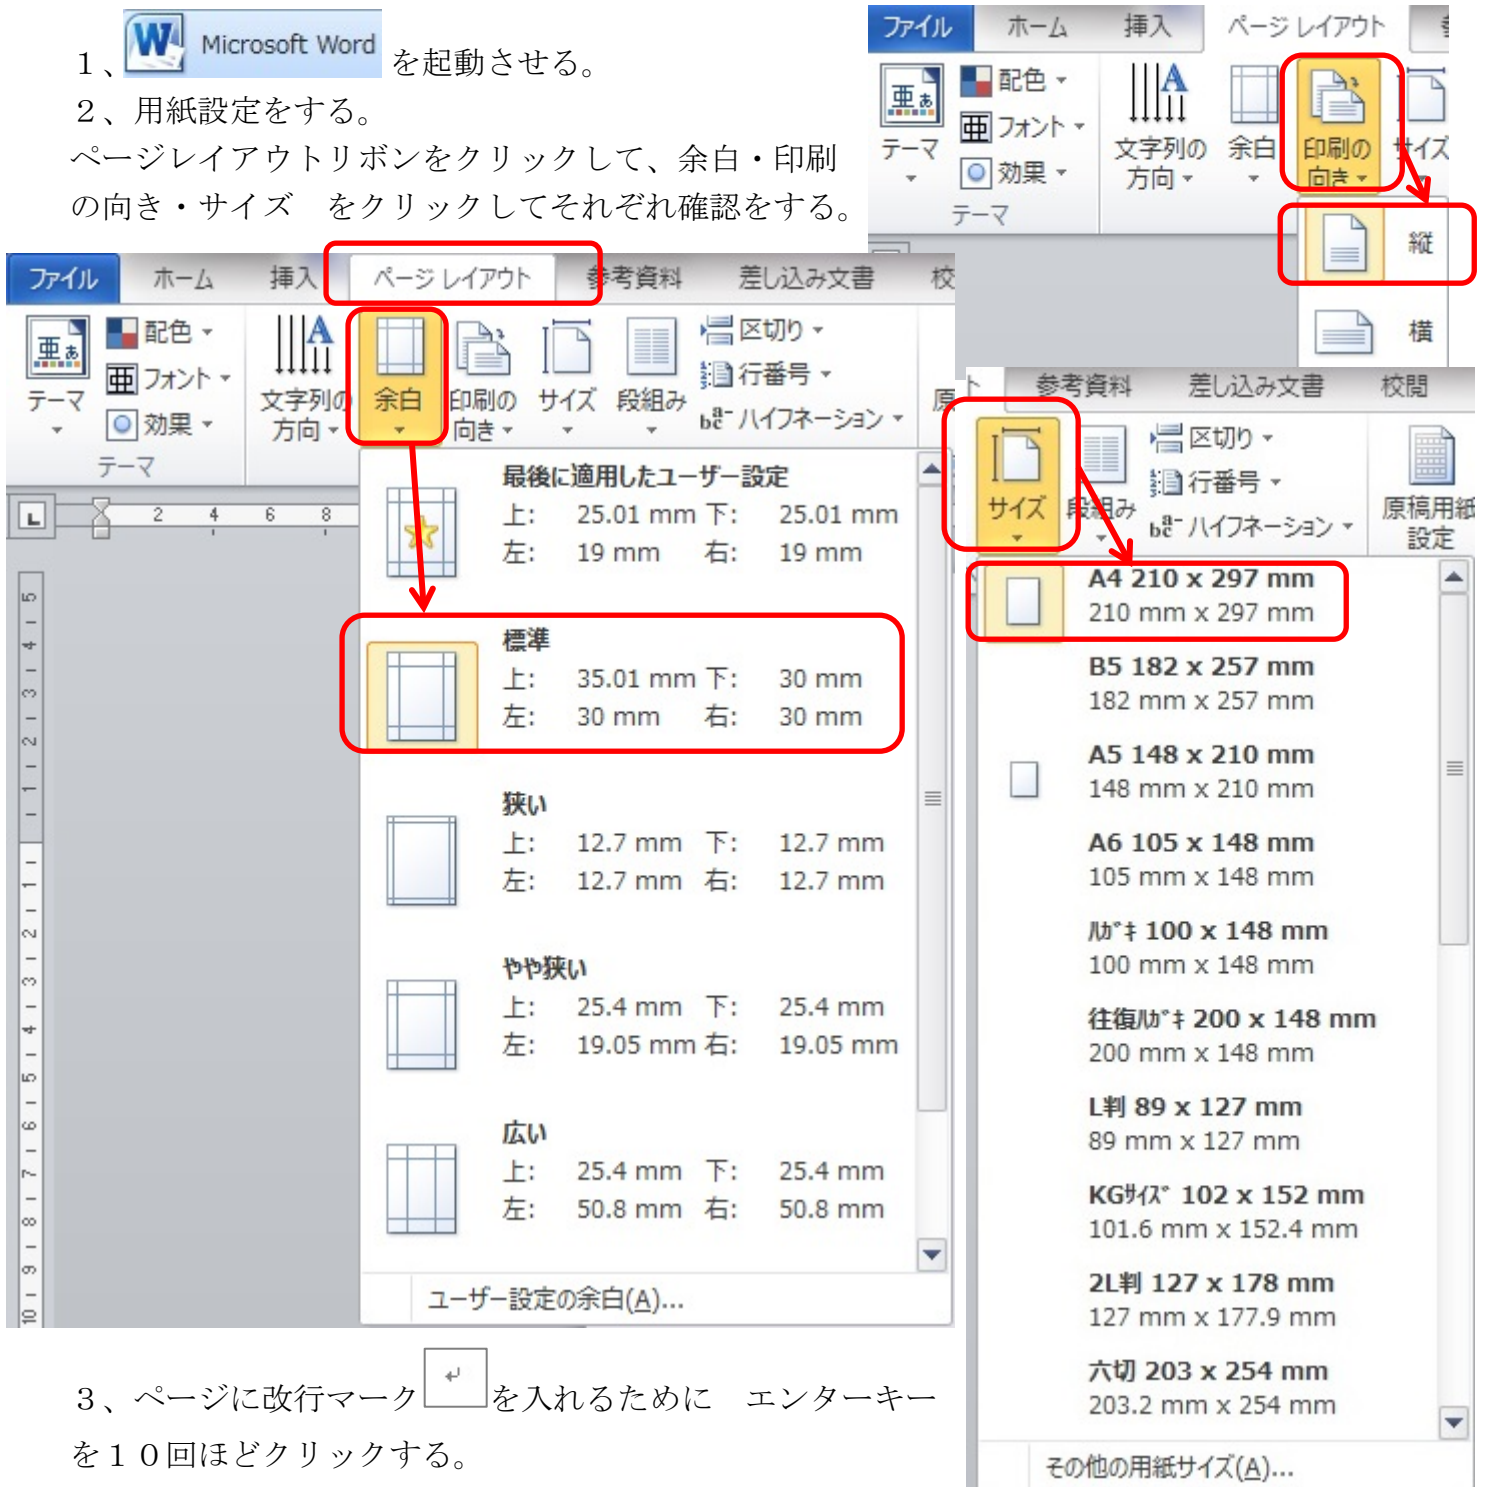 1、Microsoft Word を起動させる。
2、用紙設定をする。
ページレイアウトリボンをクリックして、余白・印刷
の向き・サイズ　をクリックしてそれぞれ確認をする。
ファイル ホーム 挿入 ページ レイアウト
テーマ 配色 フォント 効果
文字列の方向 余白 印刷の向き サイズ
テーマ
縦
横
ファイル ホーム 挿入 ページ レイアウト 参考資料 差し込み文書 校
テーマ 配色 フォント 効果
文字列の方向 余白 印刷の向き サイズ 段組み
区切り
行番号
ハイフネーション
原
テーマ
2 4 6 8
最後に適用したユーザー設定
上: 25.01 mm 下: 25.01 mm
左: 19 mm 右: 19 mm
標準
上: 35.01 mm 下: 30 mm
左: 30 mm 右: 30 mm
狭い
上: 12.7 mm 下: 12.7 mm
左: 12.7 mm 右: 12.7 mm
やや狭い
上: 25.4 mm 下: 25.4 mm
左: 19.05 mm 右: 19.05 mm
広い
上: 25.4 mm 下: 25.4 mm
左: 50.8 mm 右: 50.8 mm
ユーザー設定の余白(A)...
5 4 3 2 1 1 2 3 4 5 6 7 8 9 10
ト 参考資料 差し込み文書 校閲
サイズ 段組み
区切り
行番号
ハイフネーション
原稿用紙
設定
A4 210 x 297 mm
210 mm x 297 mm
B5 182 x 257 mm
182 mm x 257 mm
A5 148 x 210 mm
148 mm x 210 mm
A6 105 x 148 mm
105 mm x 148 mm
ﾊｶﾞｷ 100 x 148 mm
100 mm x 148 mm
往復ﾊｶﾞｷ 200 x 148 mm
200 mm x 148 mm
L判 89 x 127 mm
89 mm x 127 mm
KGｻｲｽﾞ 102 x 152 mm
101.6 mm x 152.4 mm
2L判 127 x 178 mm
127 mm x 177.9 mm
六切 203 x 254 mm
203.2 mm x 254 mm
その他の用紙サイズ(A)...
3、ページに改行マーク ↵ を入れるために　エンターキー
を10回ほどクリックする。